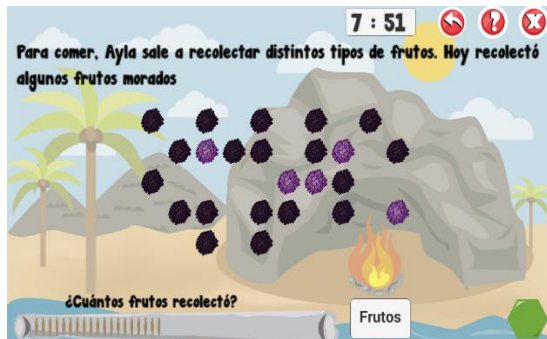 7 : 51
?
Para comer, Ayla sale a recolectar distintos tipos de frutos. Hoy recolectó
algunos frutos morados
¿Cuántos frutos recolectó?
Frutos